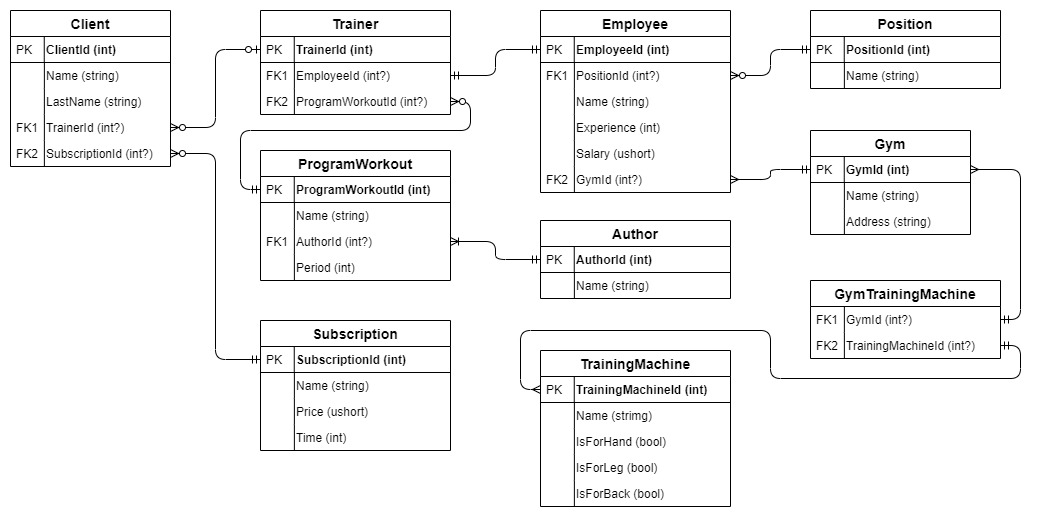 Client
PK ClientId (int)
Name (string)
LastName (string)
FK1 TrainerId (int?)
FK2 SubscriptionId (int?)
Trainer
PK TrainerId (int)
FK1 EmployeeId (int?)
FK2 ProgramWorkoutId (int?)
Employee
PK EmployeeId (int)
FK1 PositionId (int?)
Name (string)
Experience (int)
Salary (ushort)
FK2 GymId (int?)
Position
PK PositionId (int)
Name (string)
ProgramWorkout
PK ProgramWorkoutId (int)
Name (string)
FK1 AuthorId (int?)
Period (int)
Gym
PK GymId (int)
Name (string)
Address (string)
Author
PK AuthorId (int)
Name (string)
GymTrainingMachine
FK1 GymId (int?)
FK2 TrainingMachineId (int?)
Subscription
PK SubscriptionId (int)
Name (string)
Price (ushort)
Time (int)
TrainingMachine
PK TrainingMachineId (int)
Name (strimg)
IsForHand (bool)
IsForLeg (bool)
IsForBack (bool)